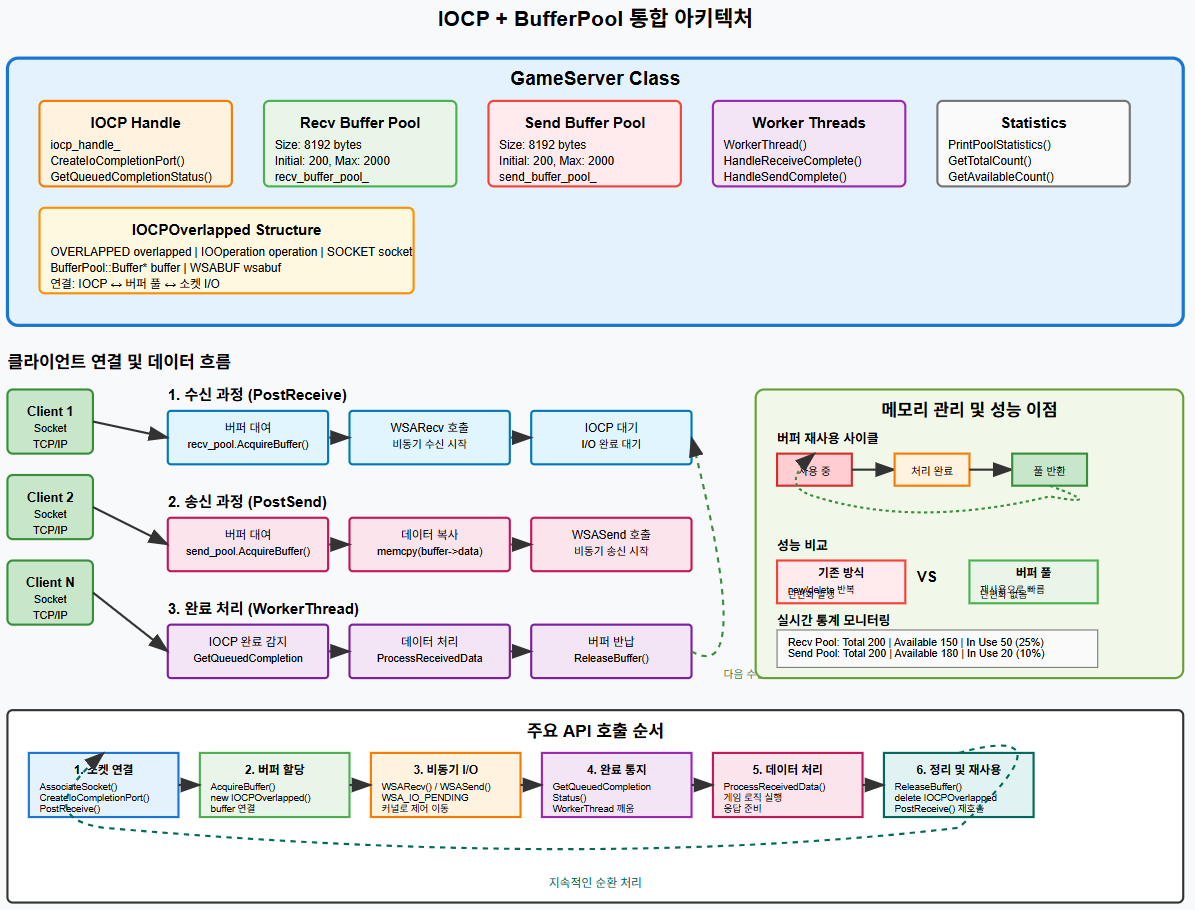 IOCP + BufferPool 통합 아키텍처
GameServer Class
IOCP Handle
iocp_handle_
CreateIoCompletionPort()
GetQueuedCompletionStatus()
Recv Buffer Pool
Size: 8192 bytes
Initial: 200, Max: 2000
recv_buffer_pool_
Send Buffer Pool
Size: 8192 bytes
Initial: 200, Max: 2000
send_buffer_pool_
Worker Threads
WorkerThread()
HandleReceiveComplete()
HandleSendComplete()
Statistics
PrintPoolStatistics()
GetTotalCount()
GetAvailableCount()
IOCPOverlapped Structure
OVERLAPPED overlapped | IOOperation operation | SOCKET socket
BufferPool::Buffer* buffer | WSABUF wsabuf
연결: IOCP ↔ 버퍼 풀 ↔ 소켓 I/O
클라이언트 연결 및 데이터 흐름
Client 1
Socket
TCP/IP
Client 2
Socket
TCP/IP
Client N
Socket
TCP/IP
1. 수신 과정 (PostReceive)
버퍼 대여
recv_pool.AcquireBuffer()
WSARecv 호출
비동기 수신 시작
IOCP 대기
I/O 완료 대기
2. 송신 과정 (PostSend)
버퍼 대여
send_pool.AcquireBuffer()
데이터 복사
memcpy(buffer->data)
WSASend 호출
비동기 송신 시작
3. 완료 처리 (WorkerThread)
IOCP 완료 감지
GetQueuedCompletion
데이터 처리
ProcessReceivedData
버퍼 반납
ReleaseBuffer()
다음 수
메모리 관리 및 성능 이점
버퍼 재사용 사이클
사용 중
처리 완료
풀 반환
성능 비교
기존 방식
new/delete 반복
단편화 발생
VS
버퍼 풀
재사용으로 빠름
단편화 없음
실시간 통계 모니터링
Recv Pool: Total 200 | Available 150 | In Use 50 (25%)
Send Pool: Total 200 | Available 180 | In Use 20 (10%)
주요 API 호출 순서
1. 소켓 연결
AssociateSocket()
CreateIoCompletionPort()
PostReceive()
2. 버퍼 할당
AcquireBuffer()
new IOCPOverlapped()
buffer 연결
3. 비동기 I/O
WSARecv() / WSASend()
WSA_IO_PENDING
커널로 제어 이동
4. 완료 통지
GetQueuedCompletion
Status()
WorkerThread 깨움
5. 데이터 처리
ProcessReceivedData()
게임 로직 실행
응답 준비
6. 정리 및 재사용
ReleaseBuffer()
delete IOCPOverlapped
PostReceive() 재호출
지속적인 순환 처리